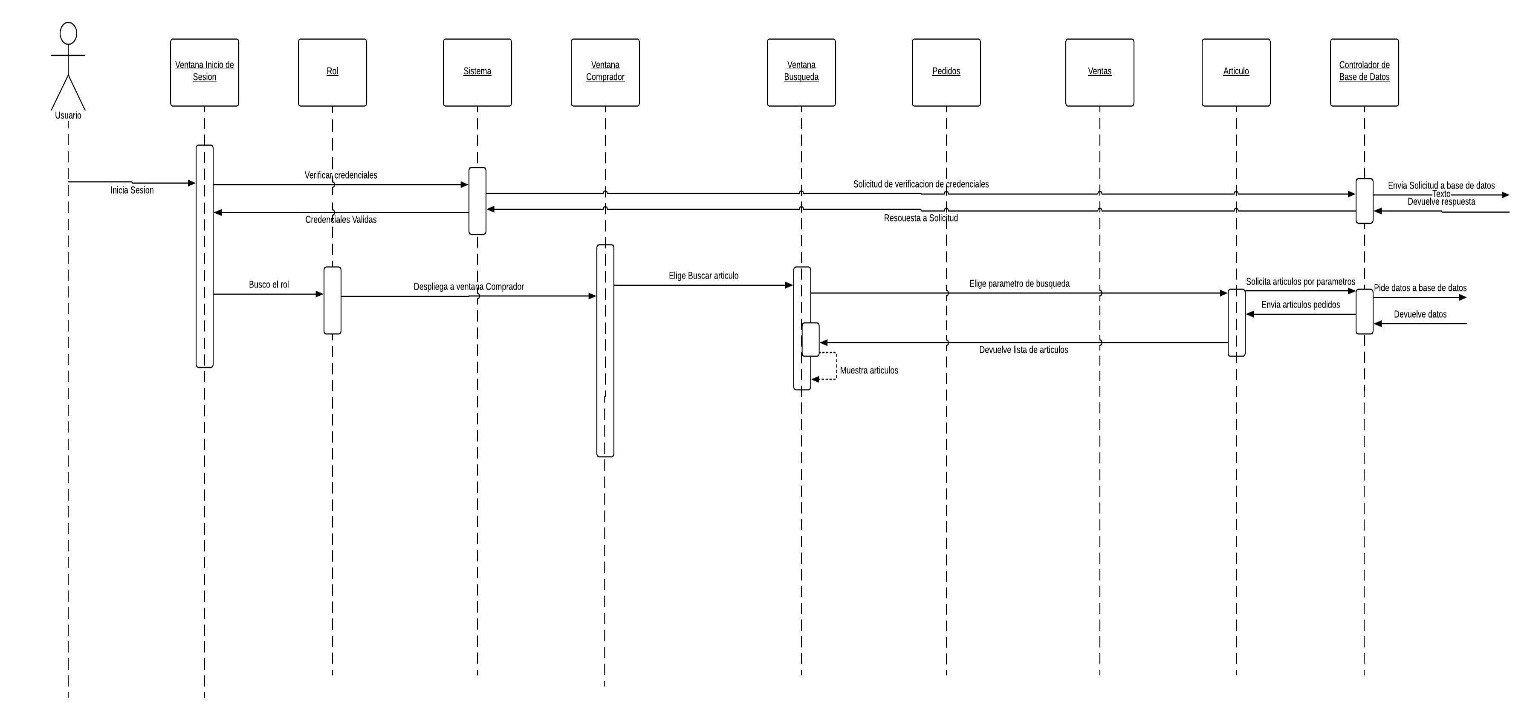 Usuario
Ventana Inicio de
Sesion
Rol
Sistema
Ventana
Comprador
Ventana
Busqueda
Pedidos
Ventas
Articulo
Controlador de
Base de Datos
Inicia Sesion
Verificar credenciales
Solicitud de verificacion de credenciales
Envia Solicitud a base de datos
Texto
Devuelve respuesta
Resouesta a Solicitud
Credenciales Validas
Busco el rol
Despliega a ventana Comprador
Elige Buscar articulo
Elige parametro de busqueda
Solicita articulos por parametros
Pide datos a base de datos
Envia articulos pedidos
Devuelve datos
Devuelve lista de articulos
Muestra articulos